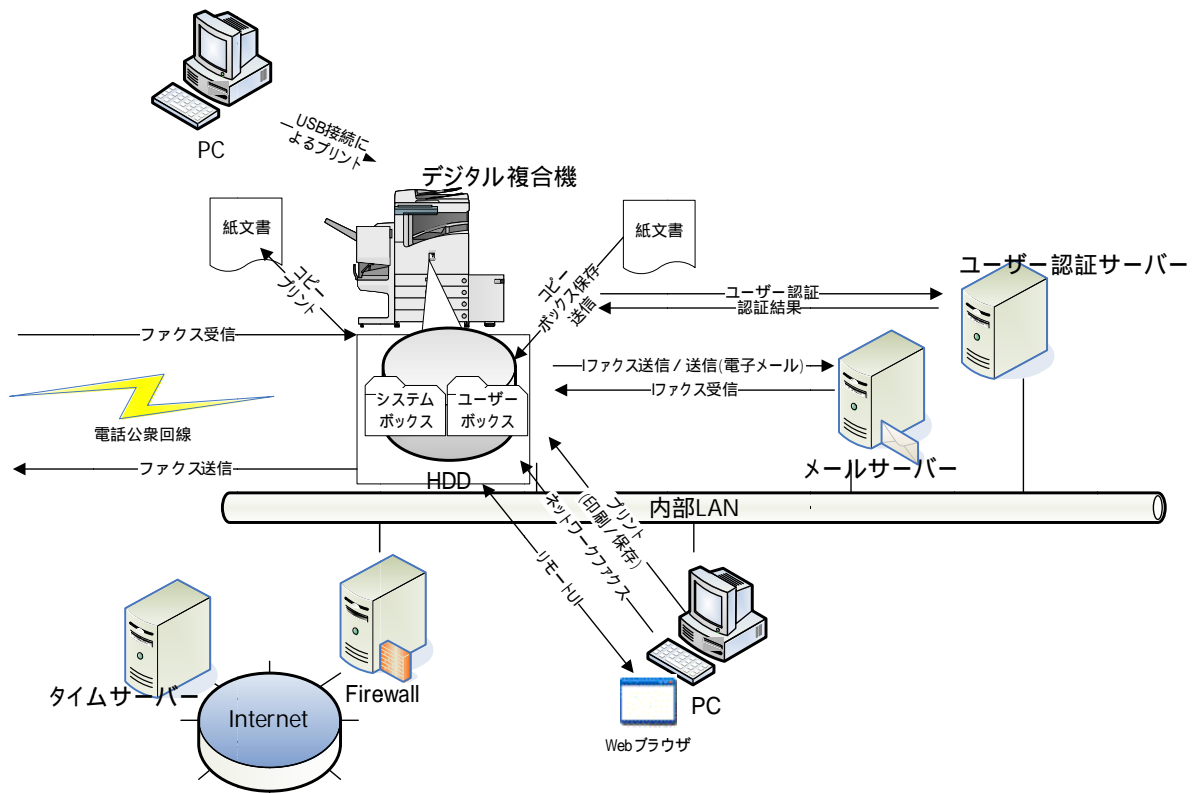 PC
USB接続に
よるプリント
デジタル複合機
紙文書
紙文書
コピー
プリント
コピー
ボックス保存
送信
ユーザー認証サーバー
ユーザー認証
認証結果
ファクス受信
Iファクス送信 / 送信(電子メール)
Iファクス受信
システム
ボックス
ユーザー
ボックス
電話公衆回線
ファクス送信
HDD
メールサーバー
内部LAN
プリント
(印刷 / 保存)
ネットワークファクス
リモートUI
タイムサーバー
Firewall
Internet
PC
Webブラウザ